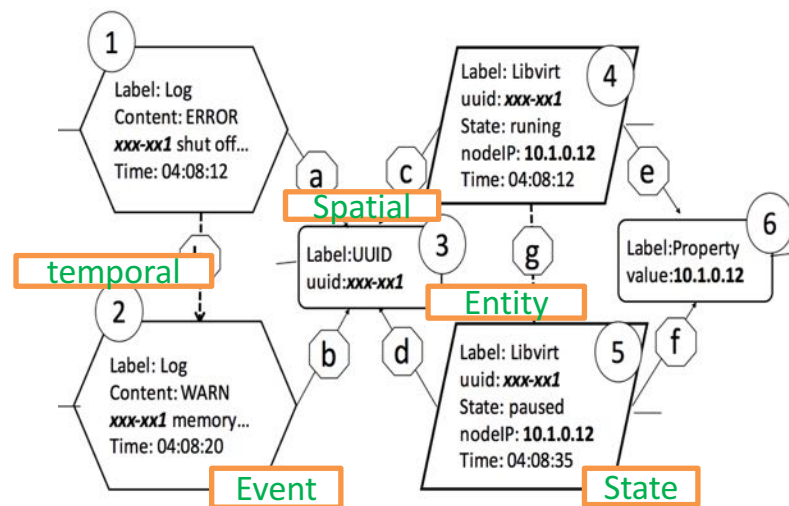 1
Label: Log
Content: ERROR
xxx-xx1 shut off...
Time: 04:08:12
4
Label: Libvirt
uuid: xxx-xx1
State: runing
nodeIP: 10.1.0.12
Time: 04:08:12
a
c
e
Spatial
3
Label:UUID
uuid:xxx-xx1
g
6
Label:Property
value:10.1.0.12
temporal
Entity
2
Label: Log
Content: WARN
xxx-xx1 memory...
Time: 04:08:20
b
d
f
5
Label: Libvirt
uuid: xxx-xx1
State: paused
nodeIP: 10.1.0.12
Time: 04:08:35
Event
State